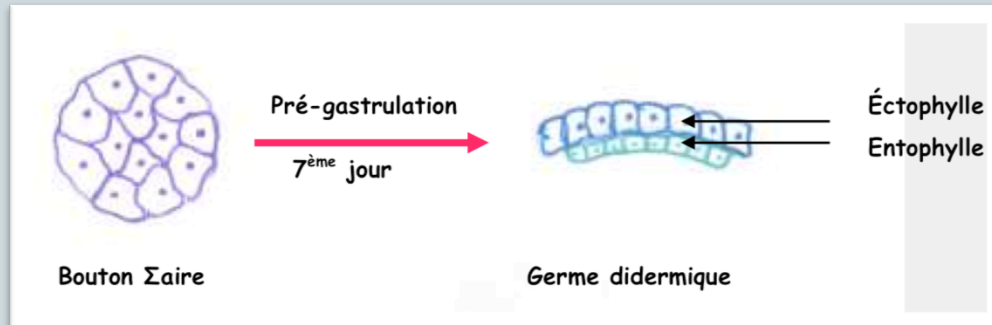 Pré-gastrulation
7ème jour
Éctophylle
Entophylle
Bouton Σaire
Germe didermique